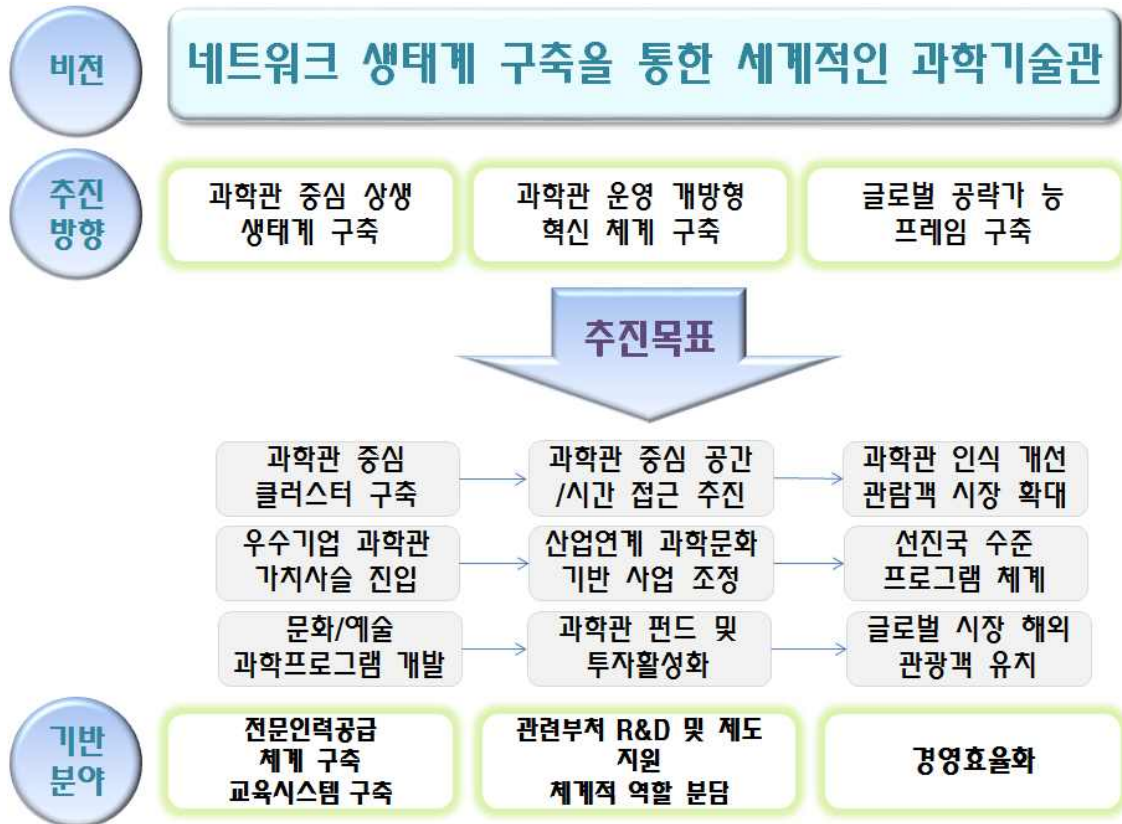 비전
네트워크 생태계 구축을 통한 세계적인 과학기술관
추진
방향
과학관 중심 상생
생태계 구축
과학관 운영 개방형
혁신 체계 구축
글로벌 공략가 능
프레임 구축
추진목표
과학관 중심
클러스터 구축
과학관 중심 공간
/시간 접근 추진
과학관 인식 개선
관람객 시장 확대
우수기업 과학관
가치사슬 진입
산업연계 과학문화
기반 사업 조정
선진국 수준
프로그램 체계
문화/예술
과학프로그램 개발
과학관 펀드 및
투자활성화
글로벌 시장 해외
관광객 유치
기반
분야
전문인력공급
체계 구축
교육시스템 구축
관련부처 R&D 및 제도
지원
체계적 역할 분담
경영효율화